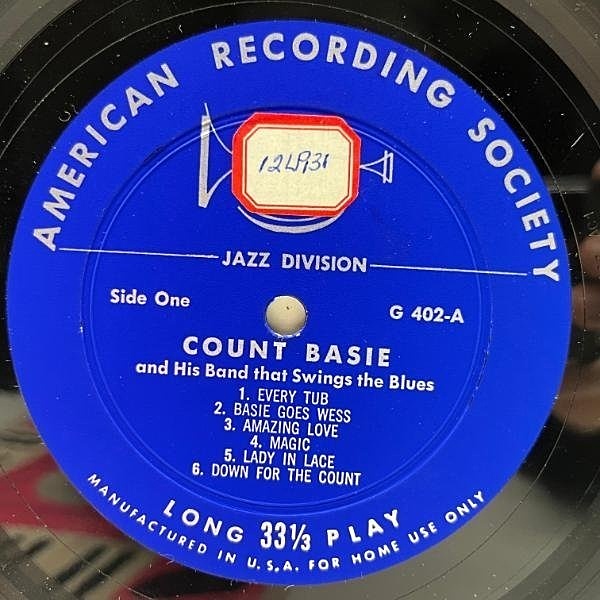 AMERICAN RECORDING SOCIETY
12LP31
JAZZ DIVISION
Side One
G 402-A
COUNT BASIE
and His Band that Swings the Blues
1. EVERY TUB
2. BASIE GOES WESS
3. AMAZING LOVE
4. MAGIC
5. LADY IN LACE
6. DOWN FOR THE COUNT
LONG 33⅓ PLAY
MANUFACTURED IN U.S.A. FOR HOME USE ONLY